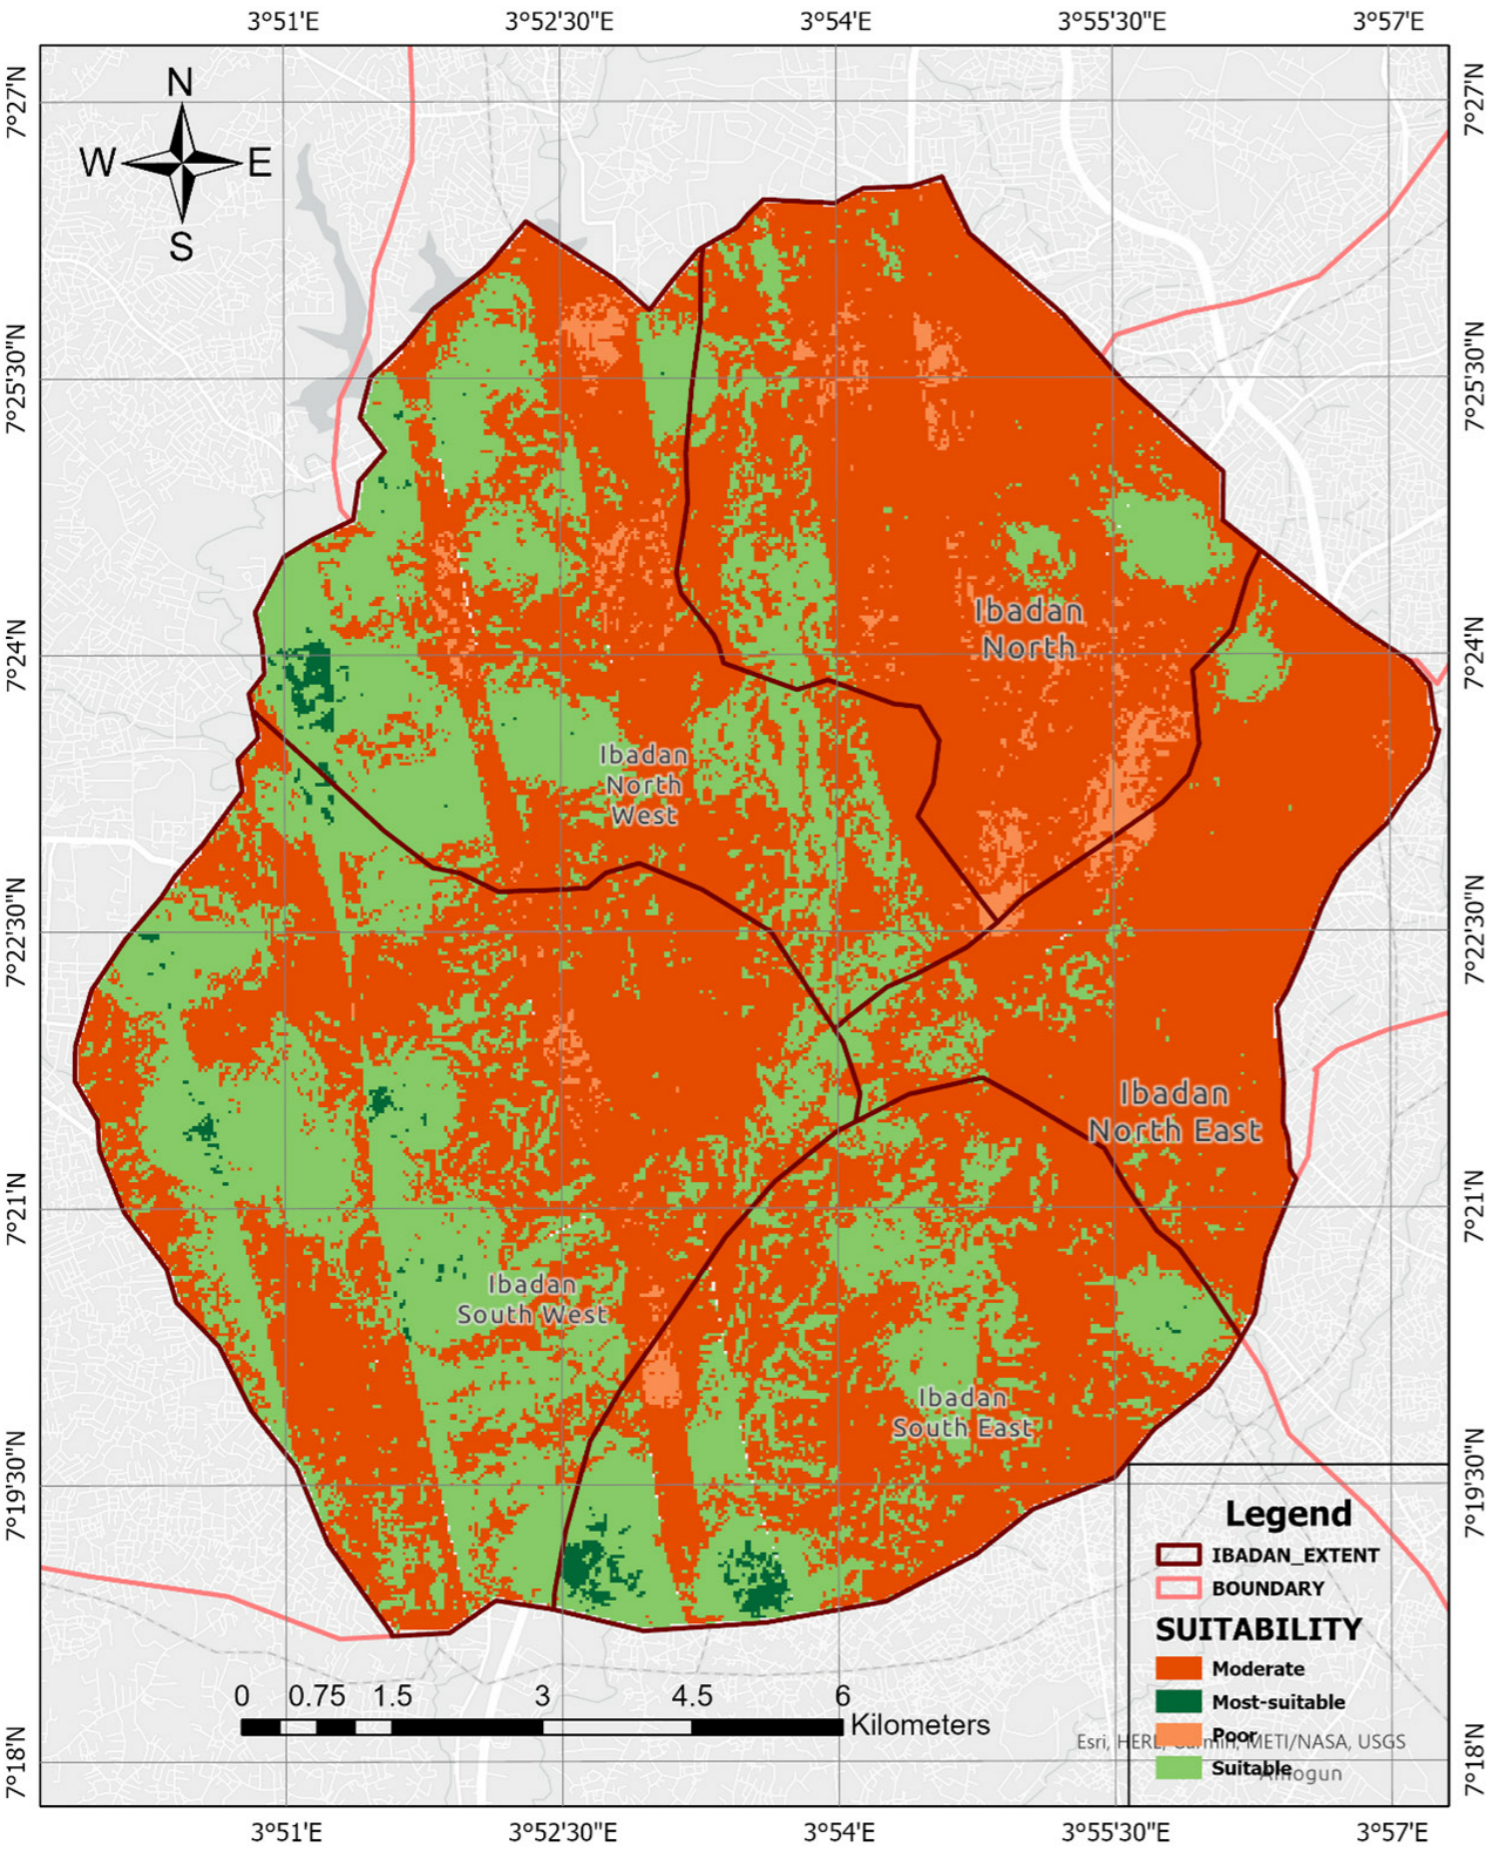 3°51'E 3°52'30"E 3°54'E 3°55'30"E 3°57'E
7°27'N 7°27'N
N
W E
S
7°25'30"N 7°25'30"N
Ibadan
North
7°24'N 7°24'N
Ibadan
North
West
7°22'30"N 7°22'30"N
Ibadan
North East
7°21'N 7°21'N
Ibadan
South West
Ibadan
South East
7°19'30"N 7°19'30"N
Legend
IBADAN_EXTENT
BOUNDARY
SUITABILITY
Moderate
Most-suitable
Poor
Suitable
0 0.75 1.5 3 4.5 6
Kilometers
Esri, HERE, Garmin, METI/NASA, USGS
7°18'N 7°18'N
3°51'E 3°52'30"E 3°54'E 3°55'30"E 3°57'E